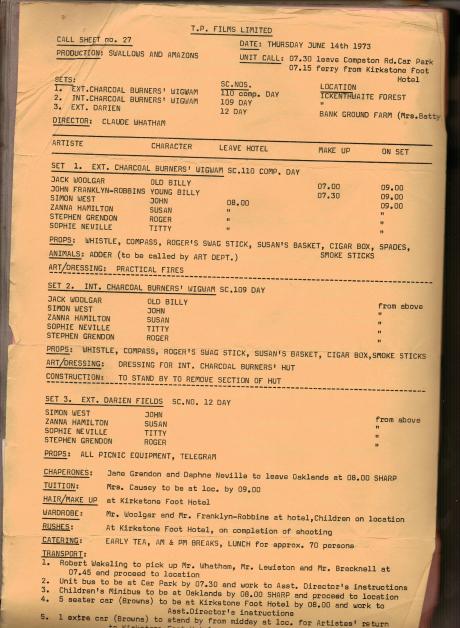 T.P. FILMS LIMITED
CALL SHEET no. 27 DATE: THURSDAY JUNE 14th 1973
PRODUCTION: SWALLOWS AND AMAZONS UNIT CALL: 07.30 leave Compston Rd.Car Park
07.15 ferry from Kirkstone Foot
Hotel
SETS: SC.NOS. LOCATION
1. EXT.CHARCOAL BURNERS' WIGWAM 110 comp. DAY ICKENTHWAITE FOREST
2. INT.CHARCOAL BURNERS' WIGWAM 109 DAY "
3. EXT. DARIEN 12 DAY BANK GROUND FARM (Mrs.Batty
DIRECTOR: CLAUDE WHATHAM
ARTISTE CHARACTER LEAVE HOTEL MAKE UP ON SET
SET 1. EXT. CHARCOAL BURNERS' WIGWAM SC.110 COMP. DAY
JACK WOOLGAR OLD BILLY 07.00 09.00
JOHN FRANKLYN-ROBBINS YOUNG BILLY 07.30 09.00
SIMON WEST JOHN 08.00 09.00
ZANNA HAMILTON SUSAN " "
STEPHEN GRENDON ROGER " "
SOPHIE NEVILLE TITTY " "
PROPS: WHISTLE, COMPASS, ROGER'S SWAG STICK, SUSAN'S BASKET, CIGAR BOX, SPADES,
SMOKE STICKS
ANIMALS: ADDER (to be called by ART DEPT.)
ART/DRESSING: PRACTICAL FIRES
SET 2. INT. CHARCOAL BURNERS' WIGWAM SC.109 DAY
JACK WOOLGAR OLD BILLY from above
SIMON WEST JOHN "
ZANNA HAMILTON SUSAN "
SOPHIE NEVILLE TITTY "
STEPHEN GRENDON ROGER "
PROPS: WHISTLE, COMPASS, ROGER'S SWAG STICK, SUSAN'S BASKET, CIGAR BOX,SMOKE STICKS
ART/DRESSING: DRESSING FOR INT. CHARCOAL BURNERS' HUT
CONSTRUCTION: TO STAND BY TO REMOVE SECTION OF HUT
SET 3. EXT. DARIEN FIELDS SC.NO. 12 DAY
SIMON WEST JOHN from above
ZANNA HAMILTON SUSAN "
SOPHIE NEVILLE TITTY "
STEPHEN GRENDON ROGER "
PROPS: ALL PICNIC EQUIPMENT, TELEGRAM
CHAPERONES: Jane Grendon and Daphne Neville to leave Oaklands at 08.00 SHARP
TUITION: Mrs. Causey to be at loc. by 09.00
HAIR/MAKE UP at Kirkstone Foot Hotel
WARDROBE: Mr. Woolgar and Mr. Franklyn-Robbins at hotel,Children on location
RUSHES: At Kirkstone Foot Hotel, on completion of shooting
CATERING: EARLY TEA, AM & PM BREAKS, LUNCH for approx. 70 persons
TRANSPORT:
1. Robert Wakeling to pick up Mr. Whatham, Mr. Lewiston and Mr. Bracknell at
07.45 and proceed to location
2. Unit bus to be at Car Park by 07.30 and work to Asst. Director's instructions
3. Children's Minibus to be at Oaklands by 08.00 SHARP and proceed to location
4. 5 seater car (Browns) to be at Kirkstone Foot Hotel by 08.00 and work to
Asst.Director's instructions
5. 1 extra car (Browns) to stand by from midday at loc. for Artistes' return